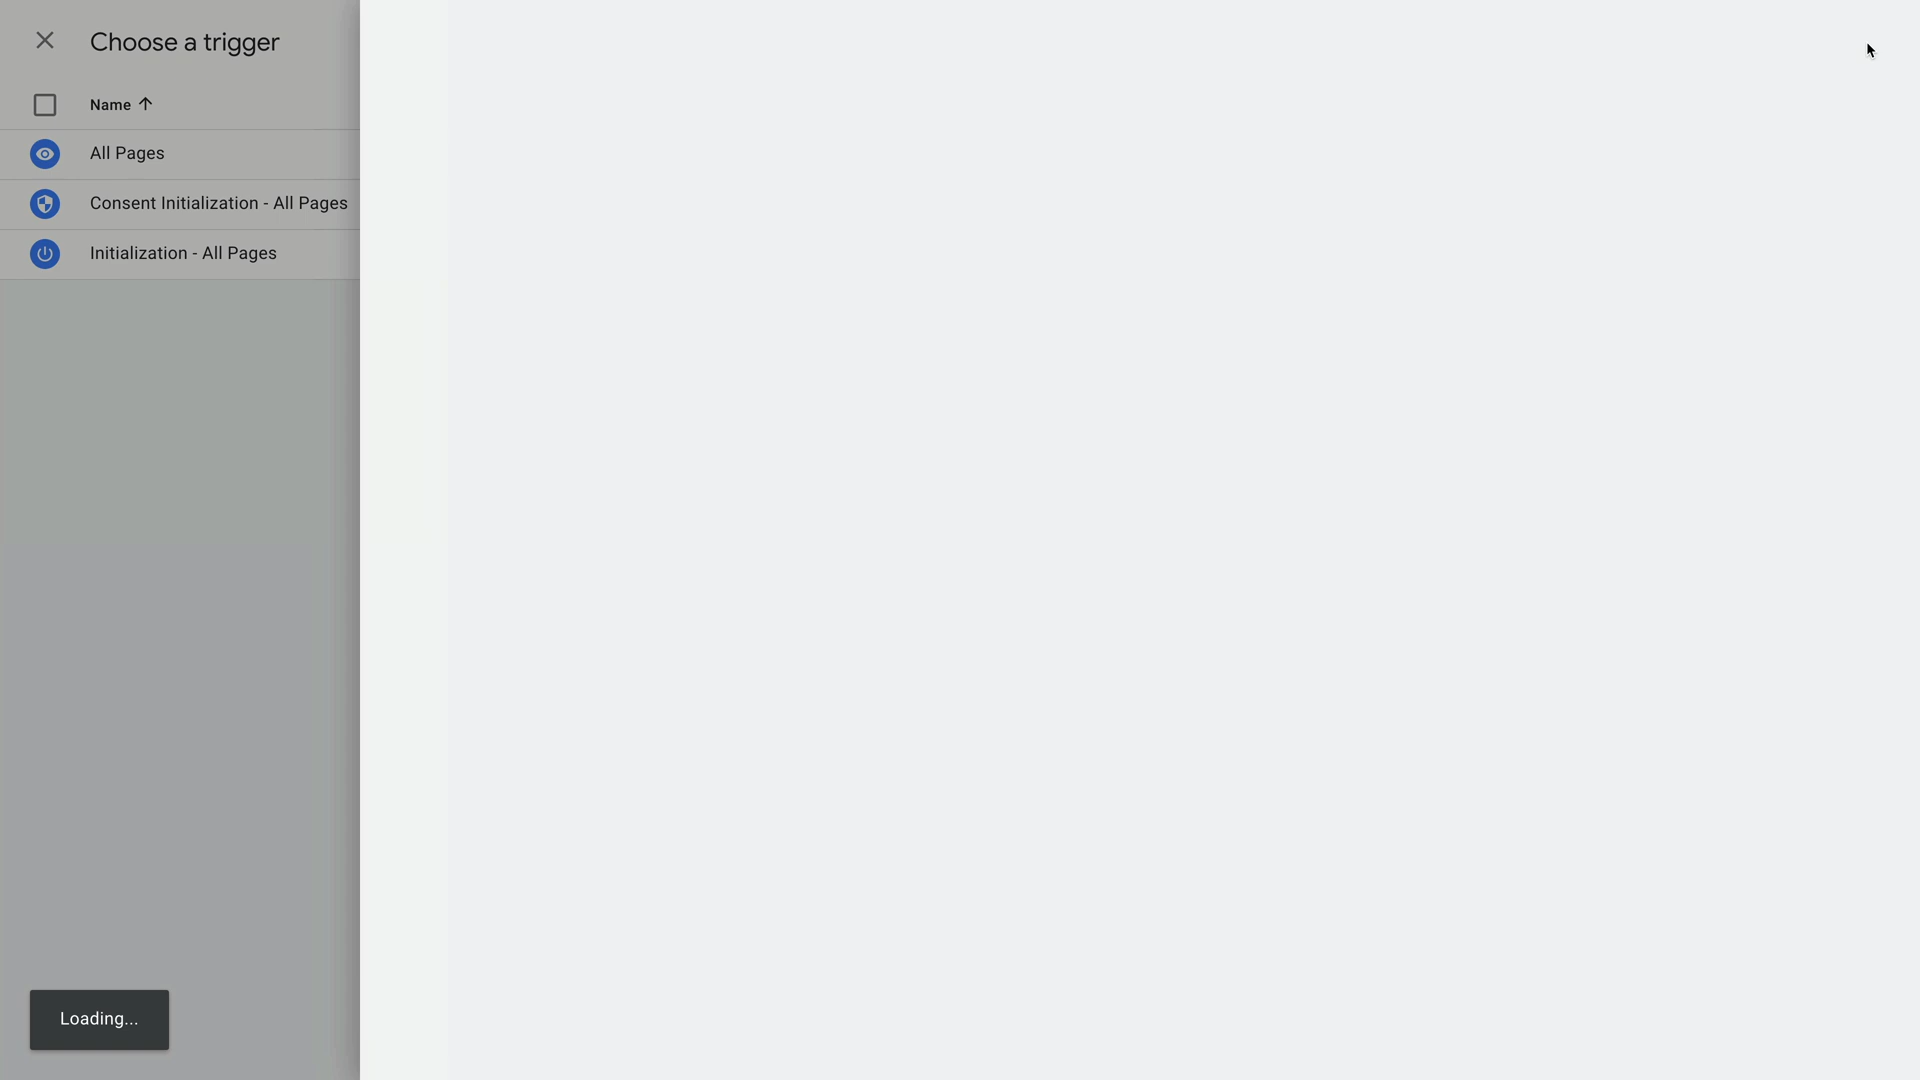 Choose a trigger
Name
All Pages
Consent Initialization - All Pages
Initialization - All Pages
Loading...